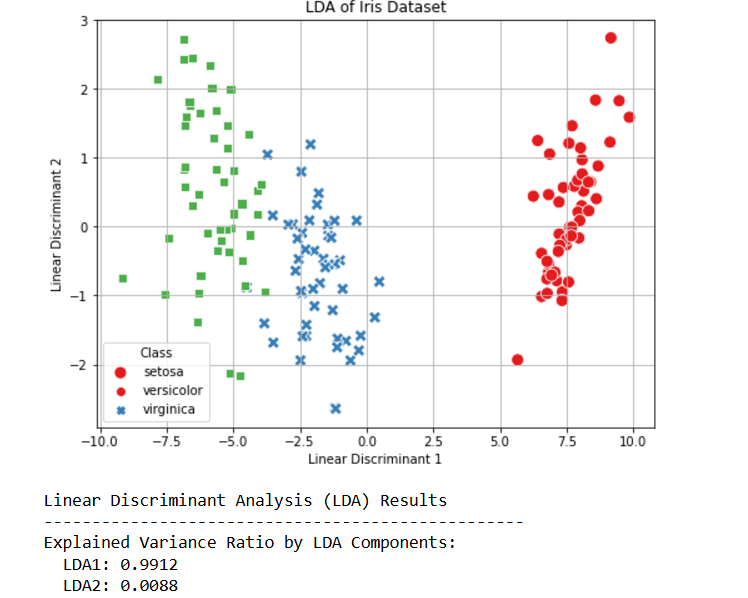 LDA of Iris Dataset
3
2
1
0
−1
−2
Linear Discriminant 2
Class
setosa
versicolor
virginica
−10.0 −7.5 −5.0 −2.5 0.0 2.5 5.0 7.5 10.0
Linear Discriminant 1
Linear Discriminant Analysis (LDA) Results
--------------------------------------------------
Explained Variance Ratio by LDA Components:
LDA1: 0.9912
LDA2: 0.0088